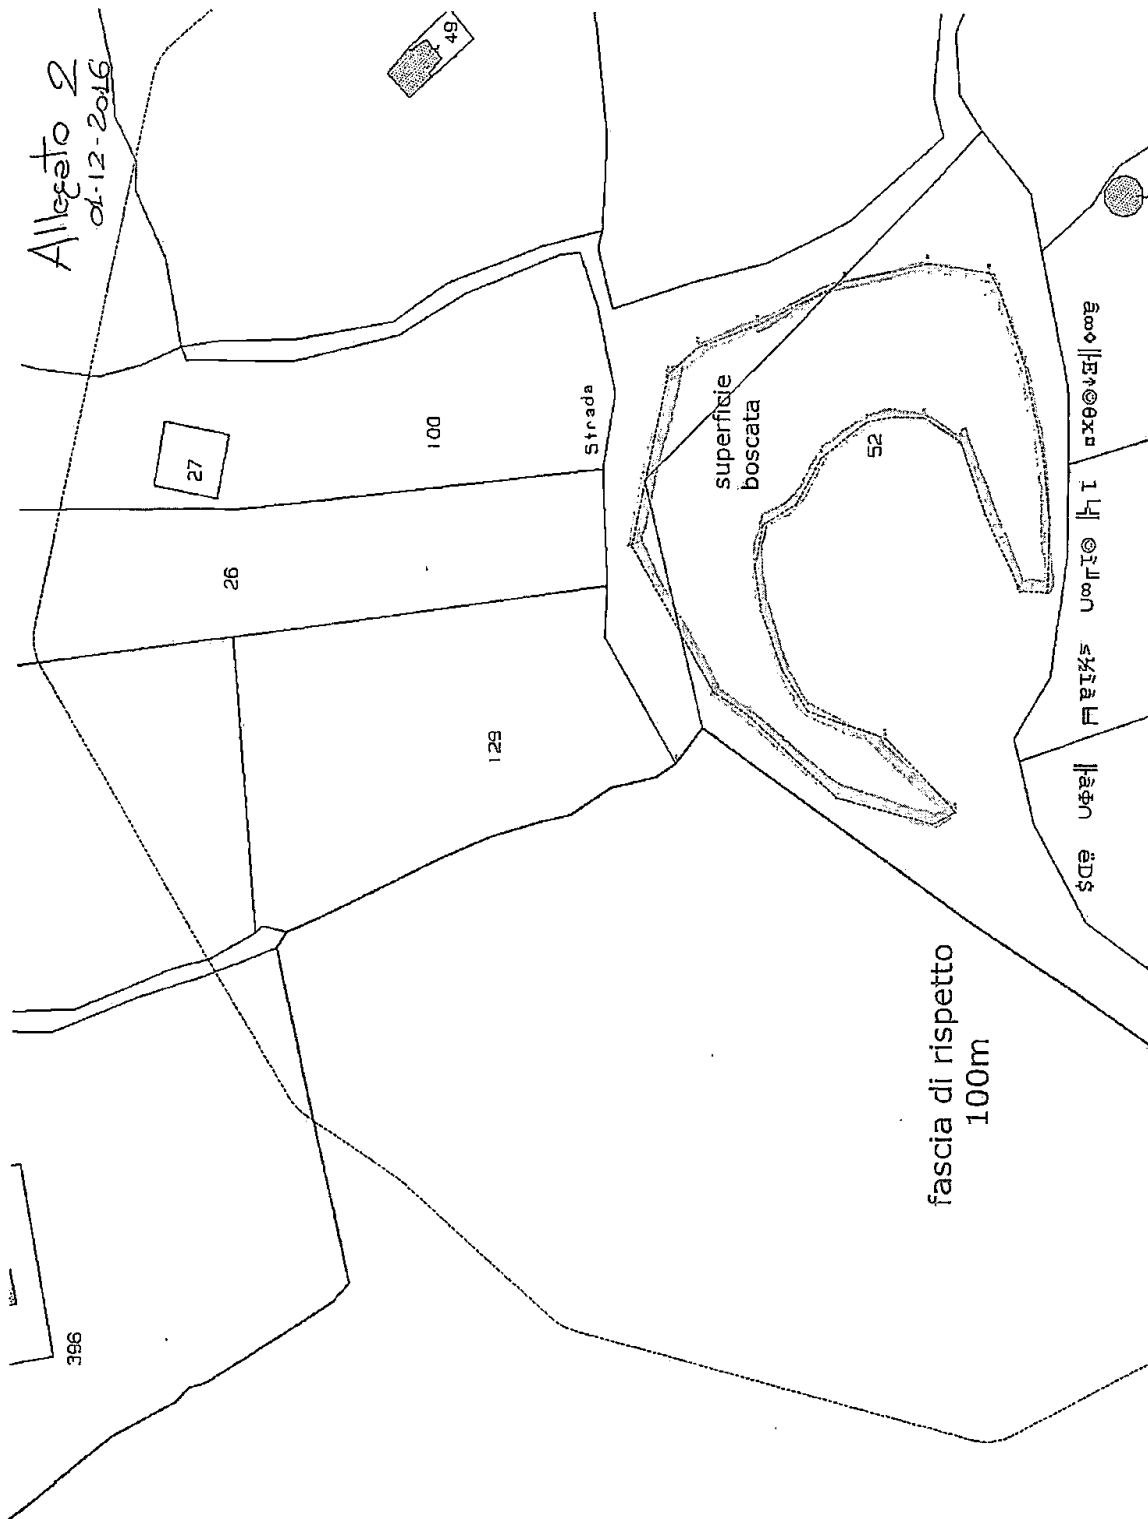 Allegato 2
01-12-2016
49
27
100
Strada
26
129
superficie
boscata
52
396
fascia di rispetto
100m